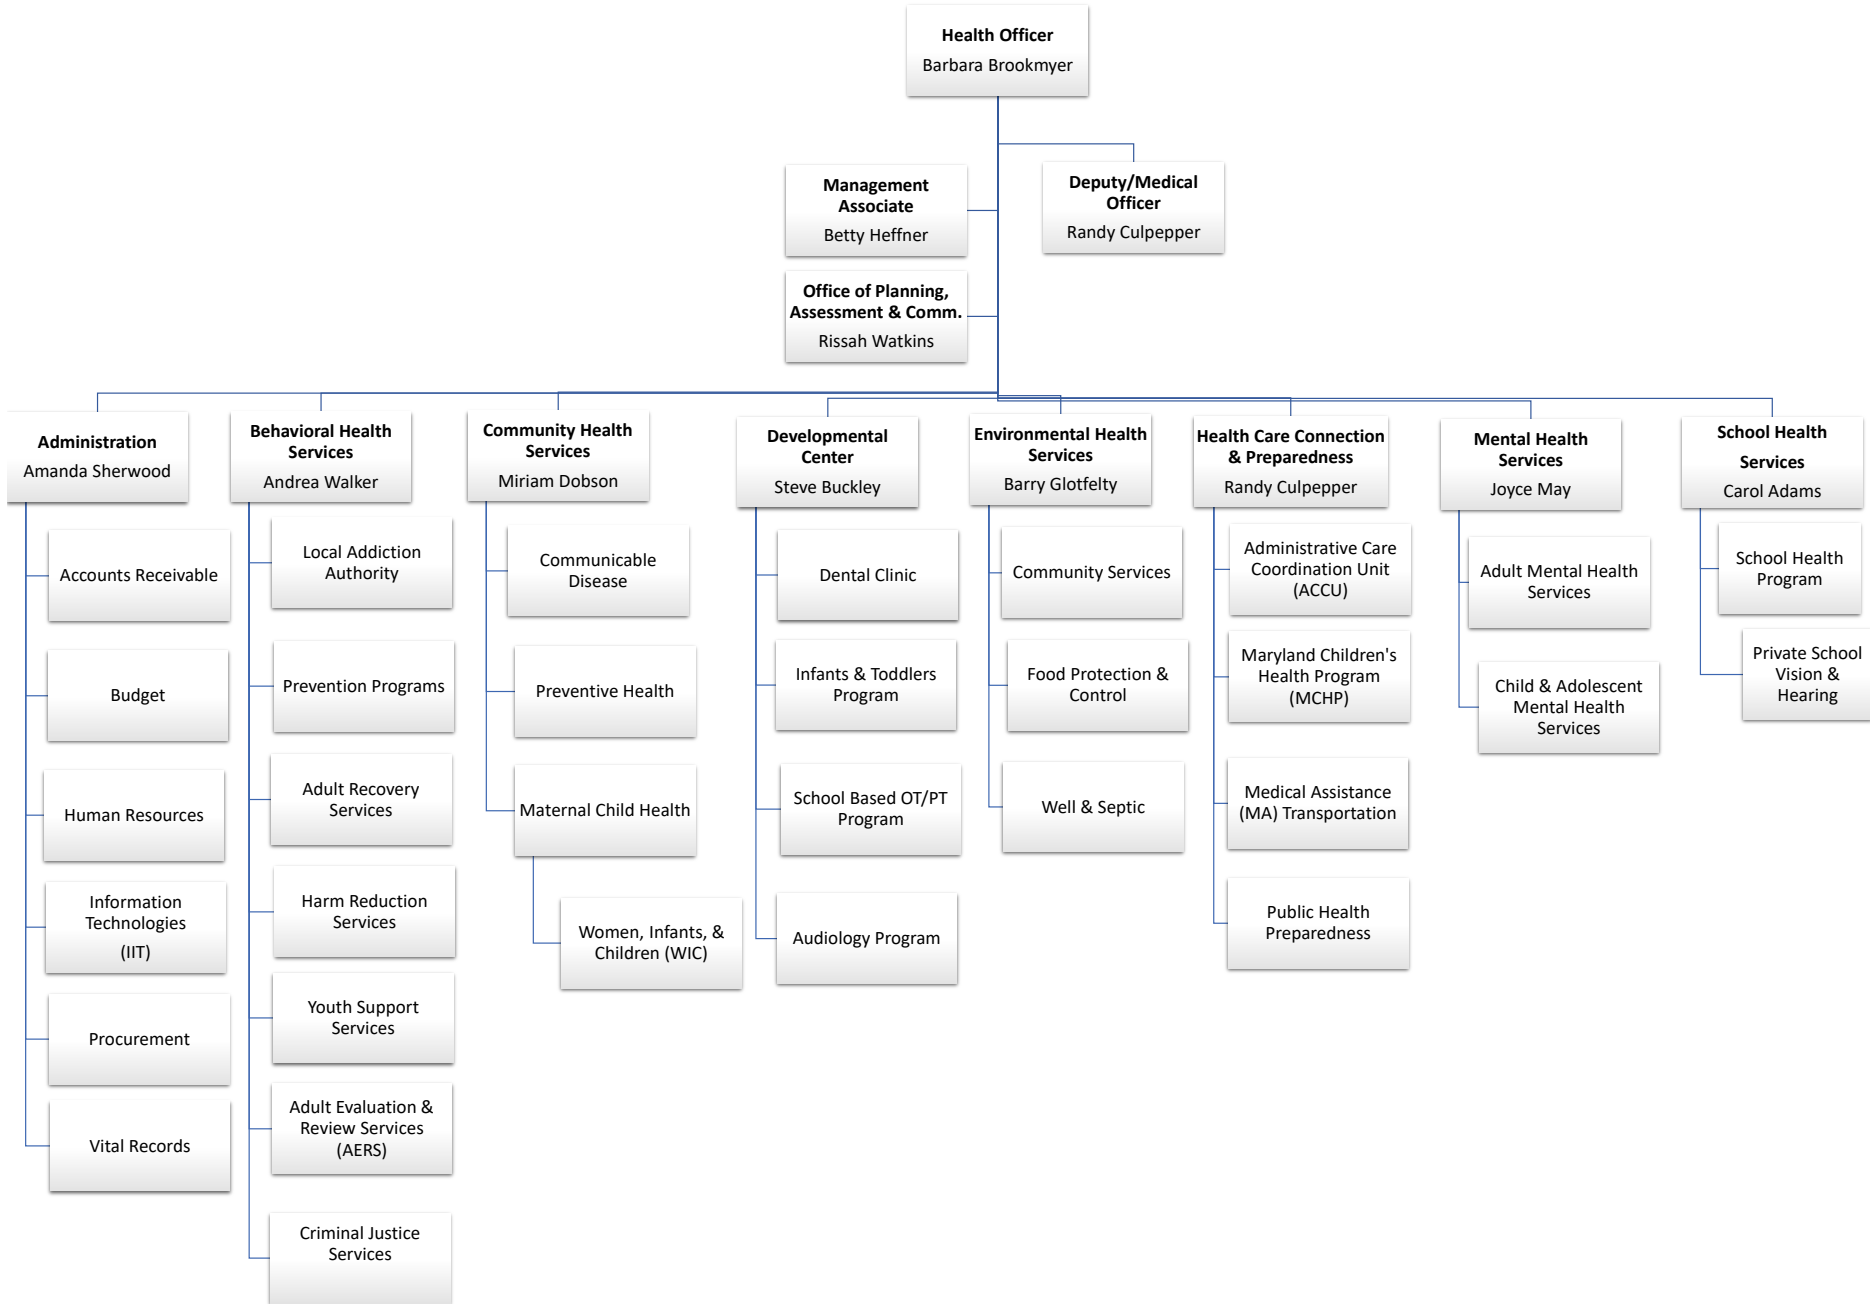 Health Officer
Barbara Brookmyer
Management
Associate
Betty Heffner
Deputy/Medical
Officer
Randy Culpepper
Office of Planning,
Assessment & Comm.
Rissah Watkins
Administration
Amanda Sherwood
Accounts Receivable
Budget
Human Resources
Information
Technologies
(IIT)
Procurement
Vital Records
Behavioral Health
Services
Andrea Walker
Local Addiction
Authority
Prevention Programs
Adult Recovery
Services
Harm Reduction
Services
Youth Support
Services
Adult Evaluation &
Review Services
(AERS)
Criminal Justice
Services
Community Health
Services
Miriam Dobson
Communicable
Disease
Preventive Health
Maternal Child Health
Women, Infants, &
Children (WIC)
Developmental
Center
Steve Buckley
Dental Clinic
Infants & Toddlers
Program
School Based OT/PT
Program
Audiology Program
Environmental Health
Services
Barry Glotfelty
Community Services
Food Protection &
Control
Well & Septic
Health Care Connection
& Preparedness
Randy Culpepper
Administrative Care
Coordination Unit
(ACCU)
Maryland Children's
Health Program
(MCHP)
Medical Assistance
(MA) Transportation
Public Health
Preparedness
Mental Health
Services
Joyce May
Adult Mental Health
Services
Child & Adolescent
Mental Health
Services
School Health
Services
Carol Adams
School Health
Program
Private School
Vision &
Hearing